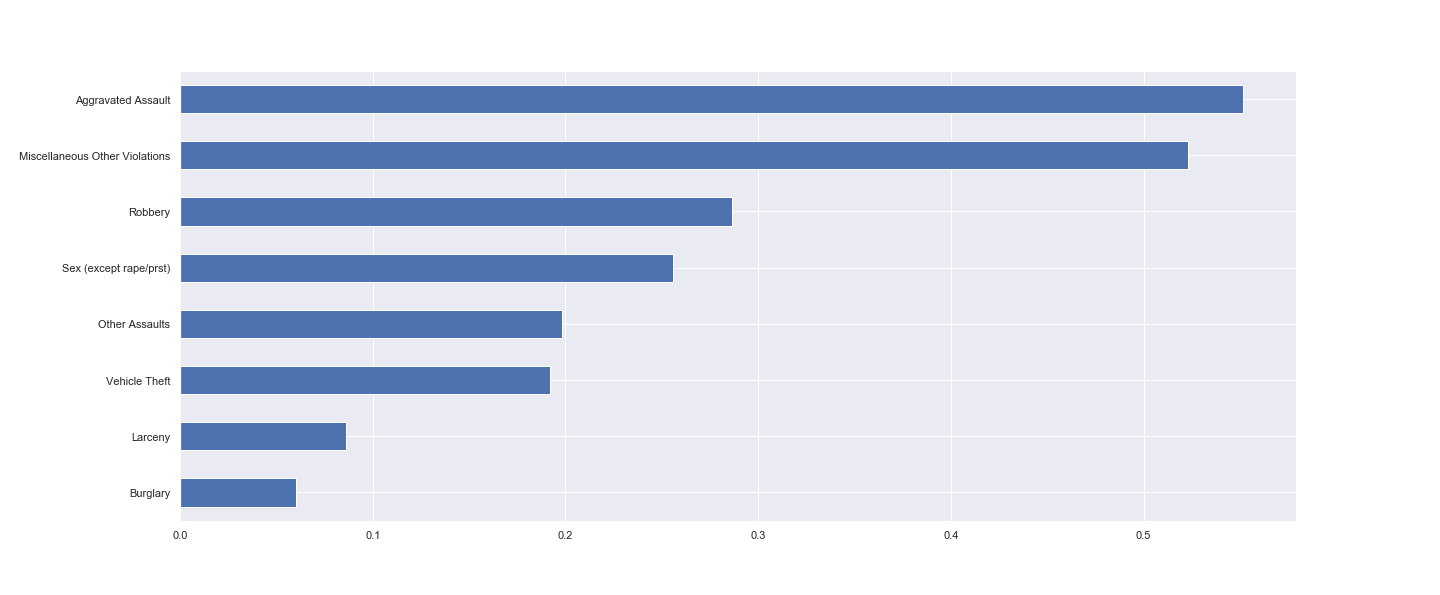 Aggravated Assault
Miscellaneous Other Violations
Robbery
Sex (except rape/prst)
Other Assaults
Vehicle Theft
Larceny
Burglary
0.0 0.1 0.2 0.3 0.4 0.5